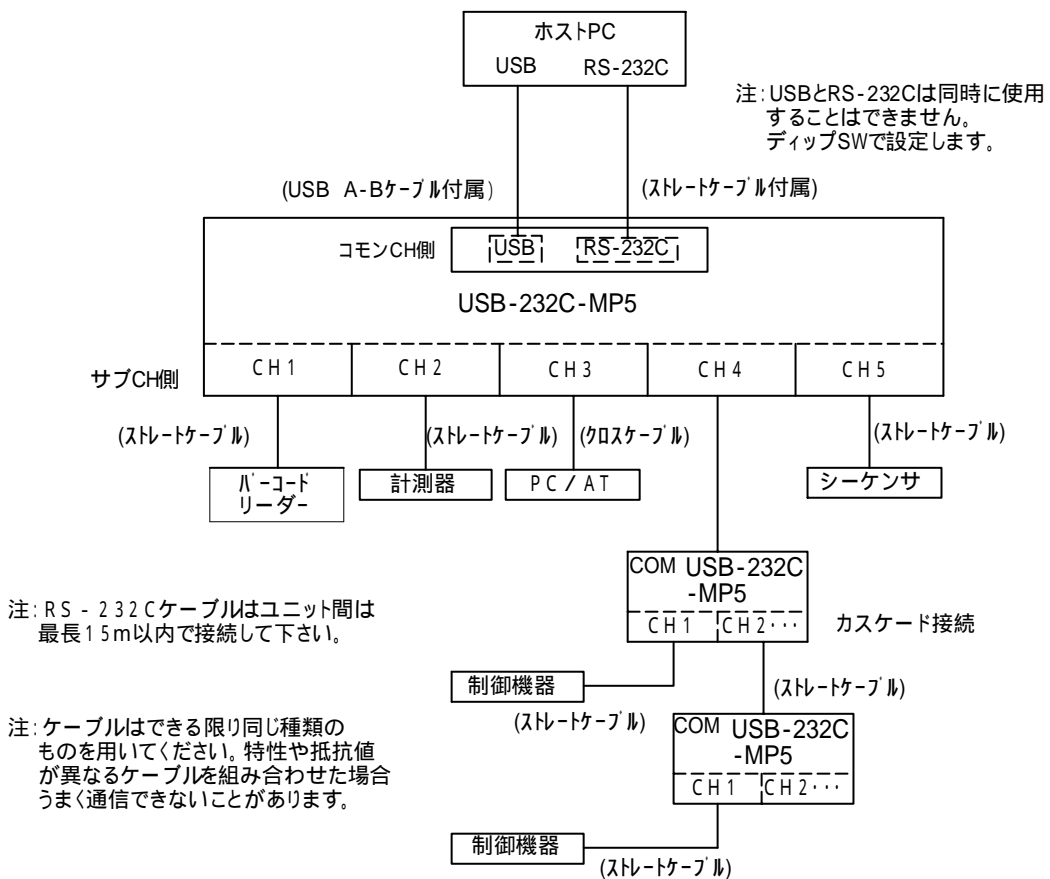 ホストPC
USB RS-232C
注:USBとRS-232Cは同時に使用
することはできません。
ディップSWで設定します。
(USB A-Bケーブル付属)
(ストレートケーブル付属)
コモンCH側
USB
RS-232C
USB-232C-MP5
サブCH側
CH1
CH2
CH3
CH4
CH5
(ストレートケーブル)
(ストレートケーブル)
(クロスケーブル)
(ストレートケーブル)
バーコード
リーダー
計測器
PC/AT
シーケンサ
COM USB-232C
-MP5
CH1 CH2···
カスケード接続
注:RS-232Cケーブルはユニット間は
最長15m以内で接続して下さい。
制御機器
(ストレートケーブル)
(ストレートケーブル)
注:ケーブルはできる限り同じ種類の
ものを用いてください。特性や抵抗値
が異なるケーブルを組み合わせた場合
うまく通信できないことがあります。
COM USB-232C
-MP5
CH1 CH2···
制御機器
(ストレートケーブル)